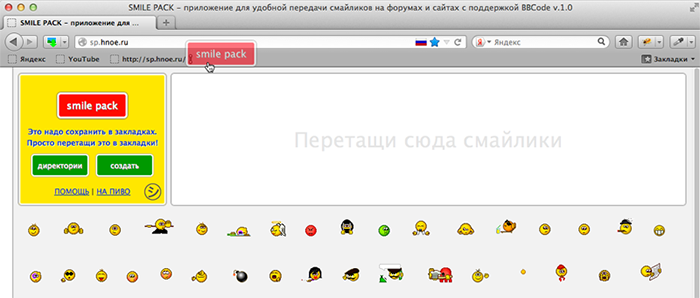 SMILE PACK – приложение для удобной передачи смайликов на форумах и сайтах с поддержкой BBCode v.1.0
SMILE PACK – приложение для ...
sp.hnoe.ru
Яндекс
smile pack
Яндекс
YouTube
http://sp.hnoe.ru/
Закладки
smile pack
Это надо сохранить в закладках.
Просто перетащи это в закладки!
директории
создать
ПОМОЩЬ | НА ПИВО
Перетащи сюда смайлики